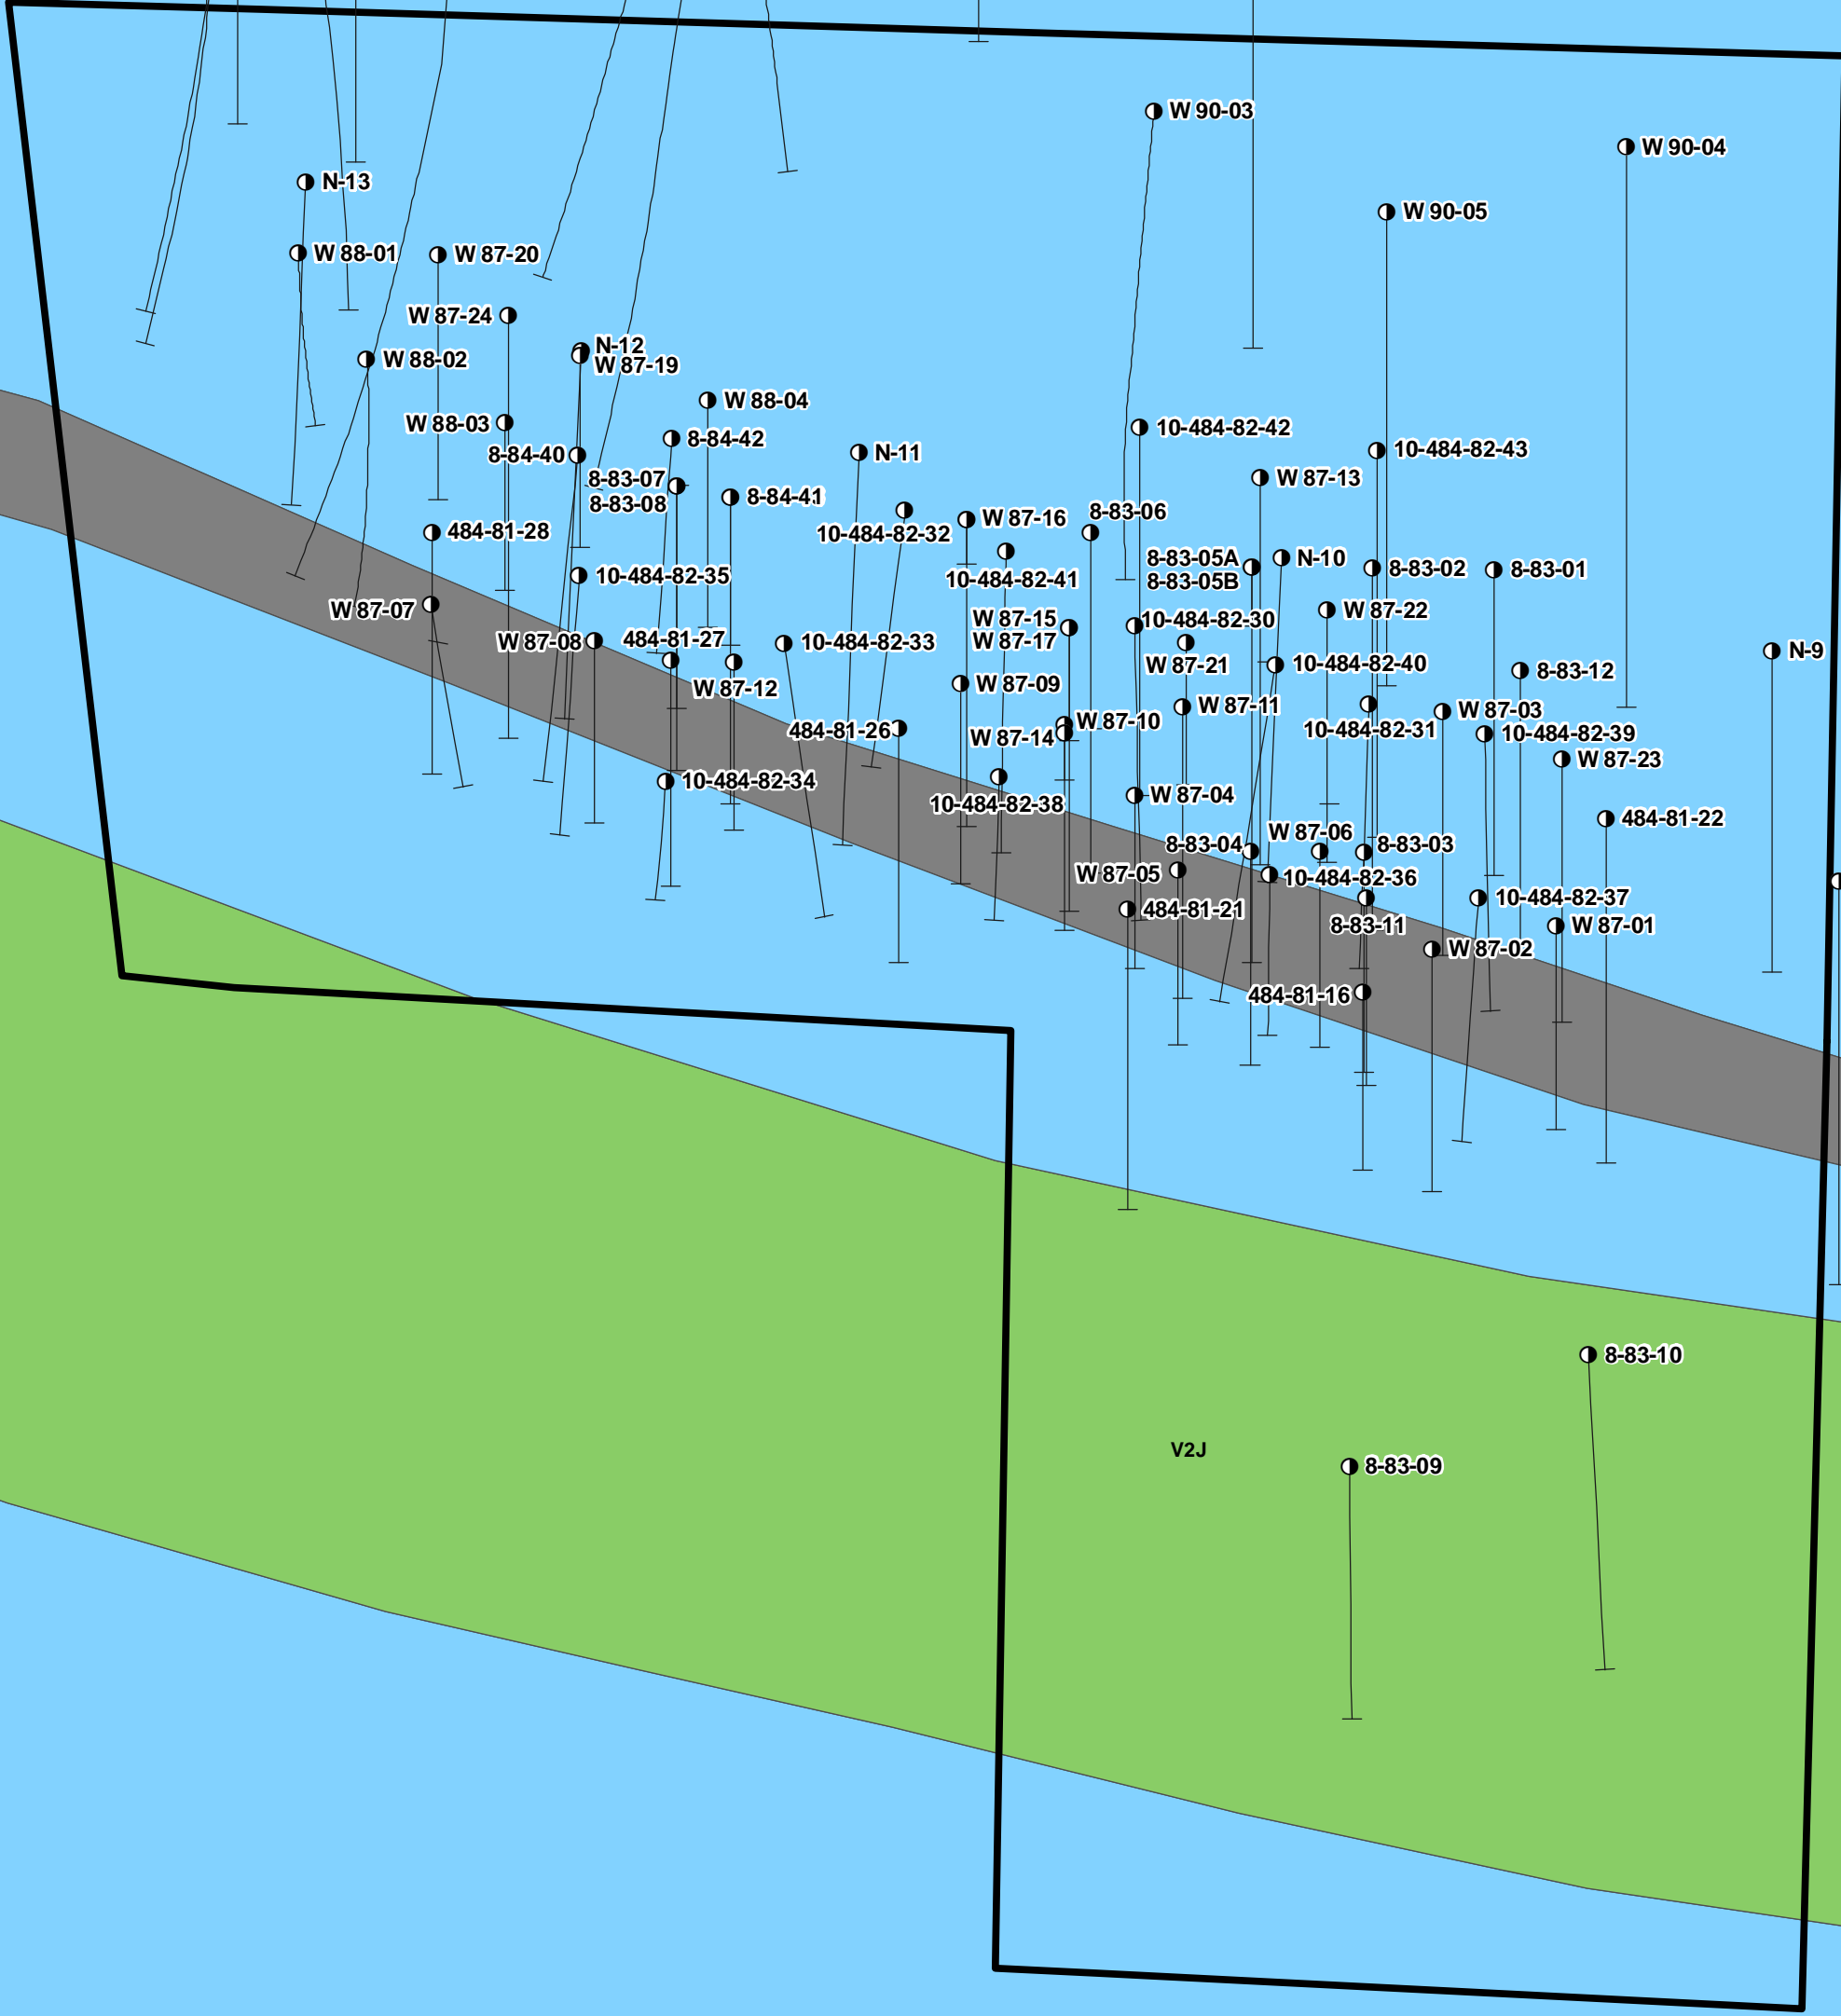 W 90-03
W 90-04
N-13
W 90-05
W 88-01
W 87-20
W 87-24
N-12
W 88-02
W 87-19
W 88-04
W 88-03
8-84-42
10-484-82-42
10-484-82-43
8-84-40
N-11
8-83-07
W 87-13
8-84-41
8-83-08
8-83-06
W 87-16
484-81-28
10-484-82-32
8-83-05A
N-10
8-83-02
8-83-01
10-484-82-35
10-484-82-41
8-83-05B
W 87-07
W 87-22
W 87-15
10-484-82-30
W 87-08
484-81-27
10-484-82-33
W 87-17
N-9
W 87-21
10-484-82-40
8-83-12
W 87-12
W 87-09
W 87-11
W 87-03
W 87-10
484-81-26
10-484-82-31
10-484-82-39
W 87-14
W 87-23
10-484-82-34
W 87-04
10-484-82-38
484-81-22
W 87-06
8-83-04
8-83-03
W 87-05
10-484-82-36
10-484-82-37
484-81-21
8-83-11
W 87-01
W 87-02
484-81-16
8-83-10
V2J
8-83-09